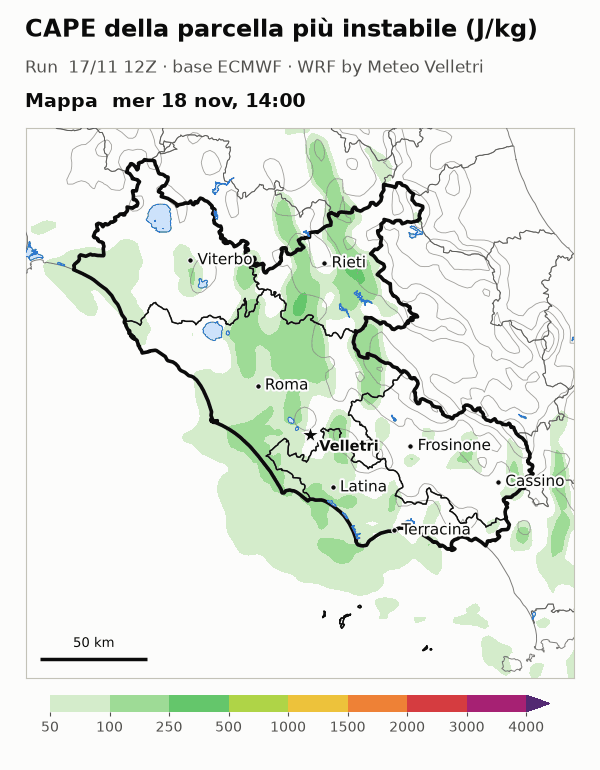 CAPE della parcella più instabile (J/kg)
Run  17/11 12Z · base ECMWF · WRF by Meteo Velletri
Mappa  mer 18 nov, 14:00
Viterbo
Rieti
Roma
Velletri
Frosinone
Latina
Cassino
Terracina
50 km
50 100 250 500 1000 1500 2000 3000 4000